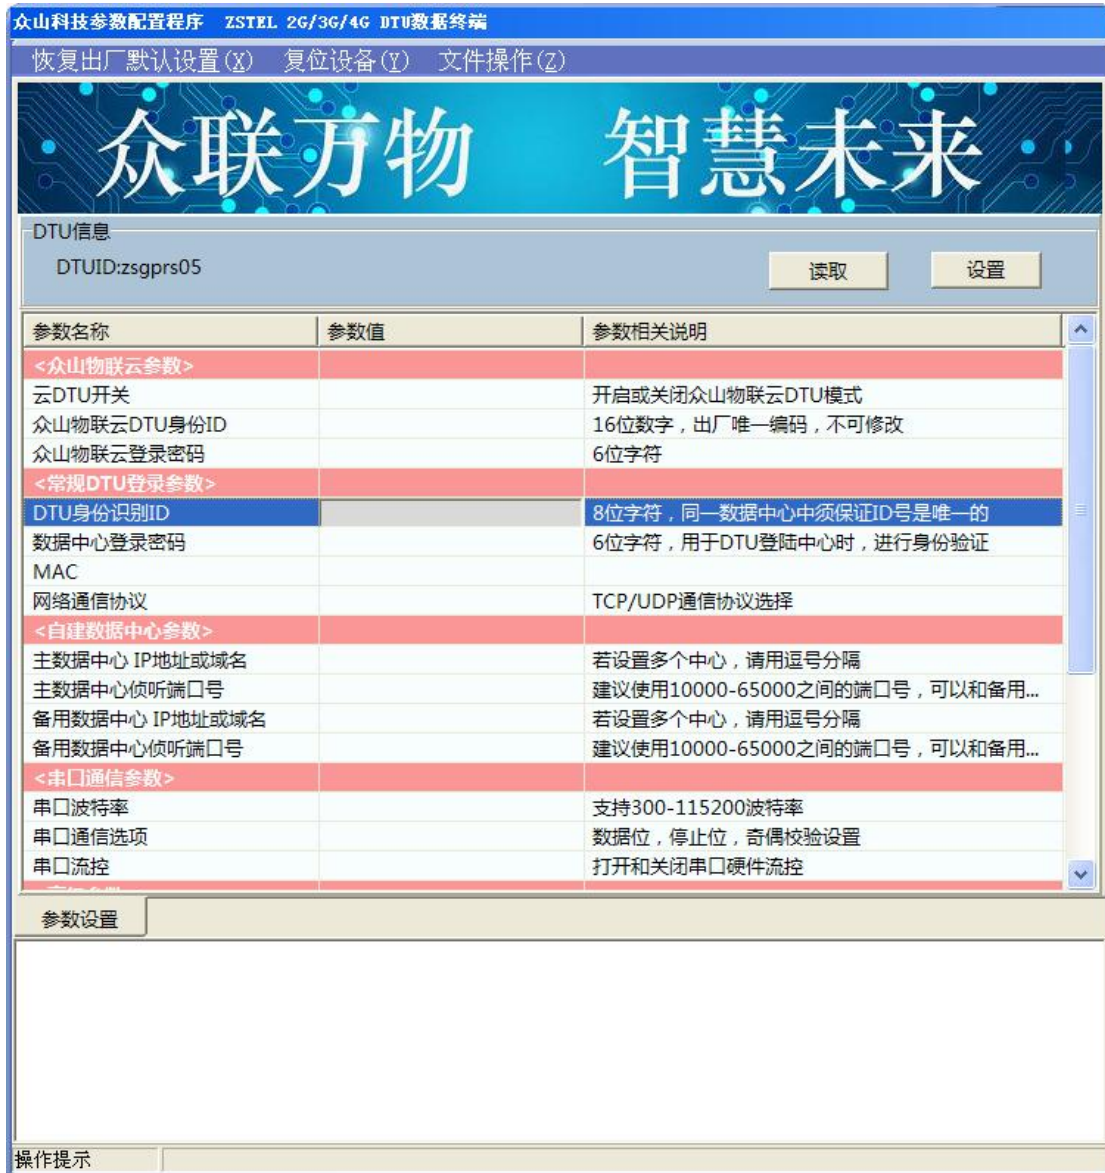 众山科技参数配置程序 ZSTEL 2G/3G/4G DTU数据终端
恢复出厂默认设置(X) 复位设备(Y) 文件操作(Z)
众联万物 智慧未来
DTU信息
DTUID:zsgprs05 读取 设置
参数名称 参数值 参数相关说明
<众山物联云参数>
云DTU开关 开启或关闭众山物联云DTU模式
众山物联云DTU身份ID 16位数字，出厂唯一编码，不可修改
众山物联云登录密码 6位字符
<常规DTU登录参数>
DTU身份识别ID 8位字符，同一数据中心中须保证ID号是唯一的
数据中心登录密码 6位字符，用于DTU登陆中心时，进行身份验证
MAC
网络通信协议 TCP/UDP通信协议选择
<自建数据中心参数>
主数据中心 IP地址或域名 若设置多个中心，请用逗号分隔
主数据中心侦听端口号 建议使用10000-65000之间的端口号，可以和备用...
备用数据中心 IP地址或域名 若设置多个中心，请用逗号分隔
备用数据中心侦听端口号 建议使用10000-65000之间的端口号，可以和备用...
<串口通信参数>
串口波特率 支持300-115200波特率
串口通信选项 数据位，停止位，奇偶校验设置
串口流控 打开和关闭串口硬件流控
参数设置
操作提示